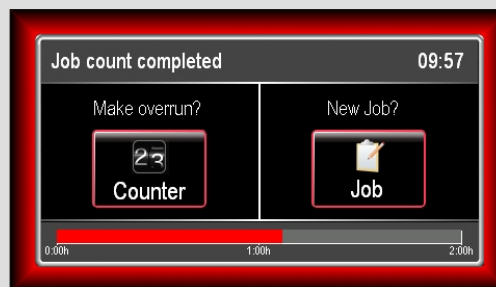 Job count completed 09:57
Make overrun? New Job?
23
Counter Job
0:00h 1:00h 2:00h